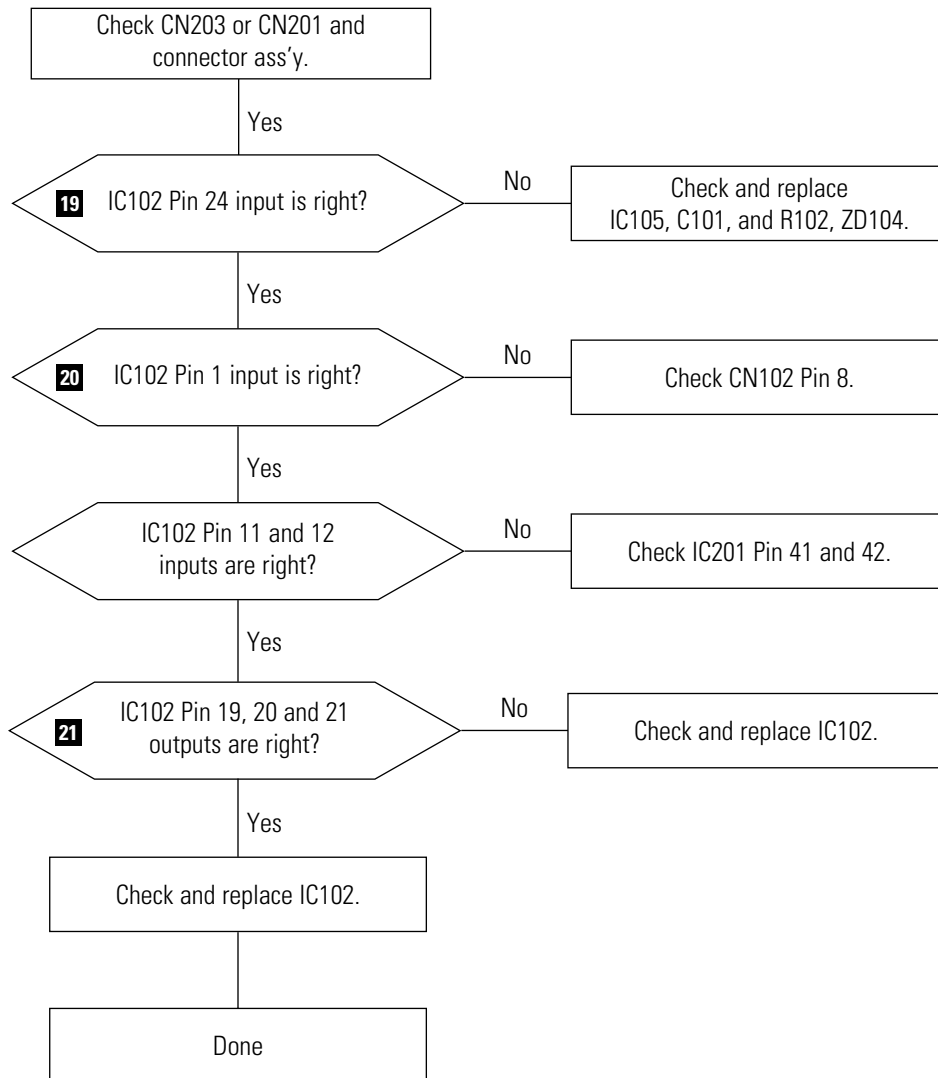 Check CN203 or CN201 and
connector ass'y.
Yes
19 IC102 Pin 24 input is right?
No
Check and replace
IC105, C101, and R102, ZD104.
Yes
20 IC102 Pin 1 input is right?
No
Check CN102 Pin 8.
Yes
IC102 Pin 11 and 12
inputs are right?
No
Check IC201 Pin 41 and 42.
Yes
21 IC102 Pin 19, 20 and 21
outputs are right?
No
Check and replace IC102.
Yes
Check and replace IC102.
Done